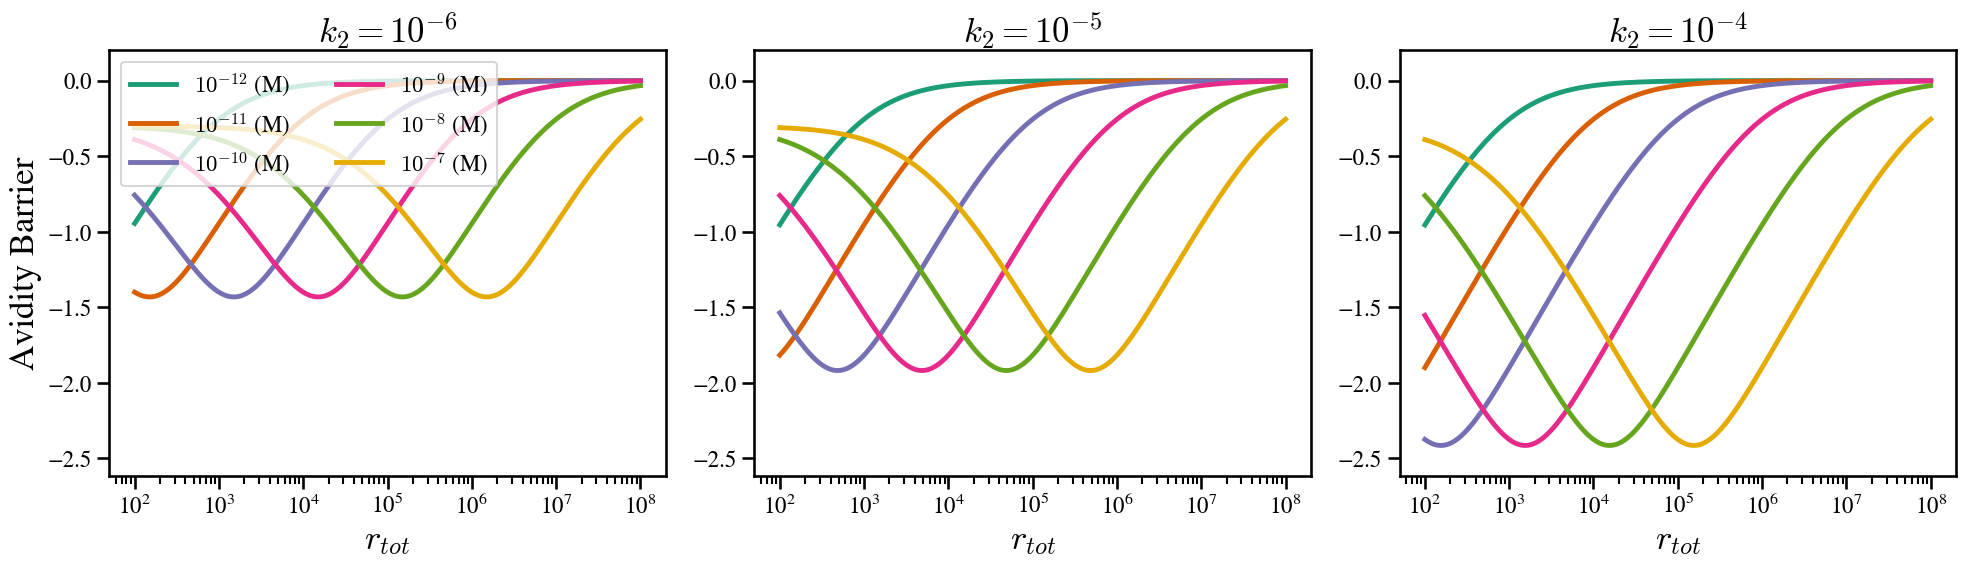 k₂ = 10⁻⁶
k₂ = 10⁻⁵
k₂ = 10⁻⁴
Avidity Barrier
10⁻¹² (M)
10⁻¹¹ (M)
10⁻¹⁰ (M)
10⁻⁹ (M)
10⁻⁸ (M)
10⁻⁷ (M)
0.0
−0.5
−1.0
−1.5
−2.0
−2.5
10² 10³ 10⁴ 10⁵ 10⁶ 10⁷ 10⁸
r_tot
0.0
−0.5
−1.0
−1.5
−2.0
−2.5
10² 10³ 10⁴ 10⁵ 10⁶ 10⁷ 10⁸
r_tot
0.0
−0.5
−1.0
−1.5
−2.0
−2.5
10² 10³ 10⁴ 10⁵ 10⁶ 10⁷ 10⁸
r_tot